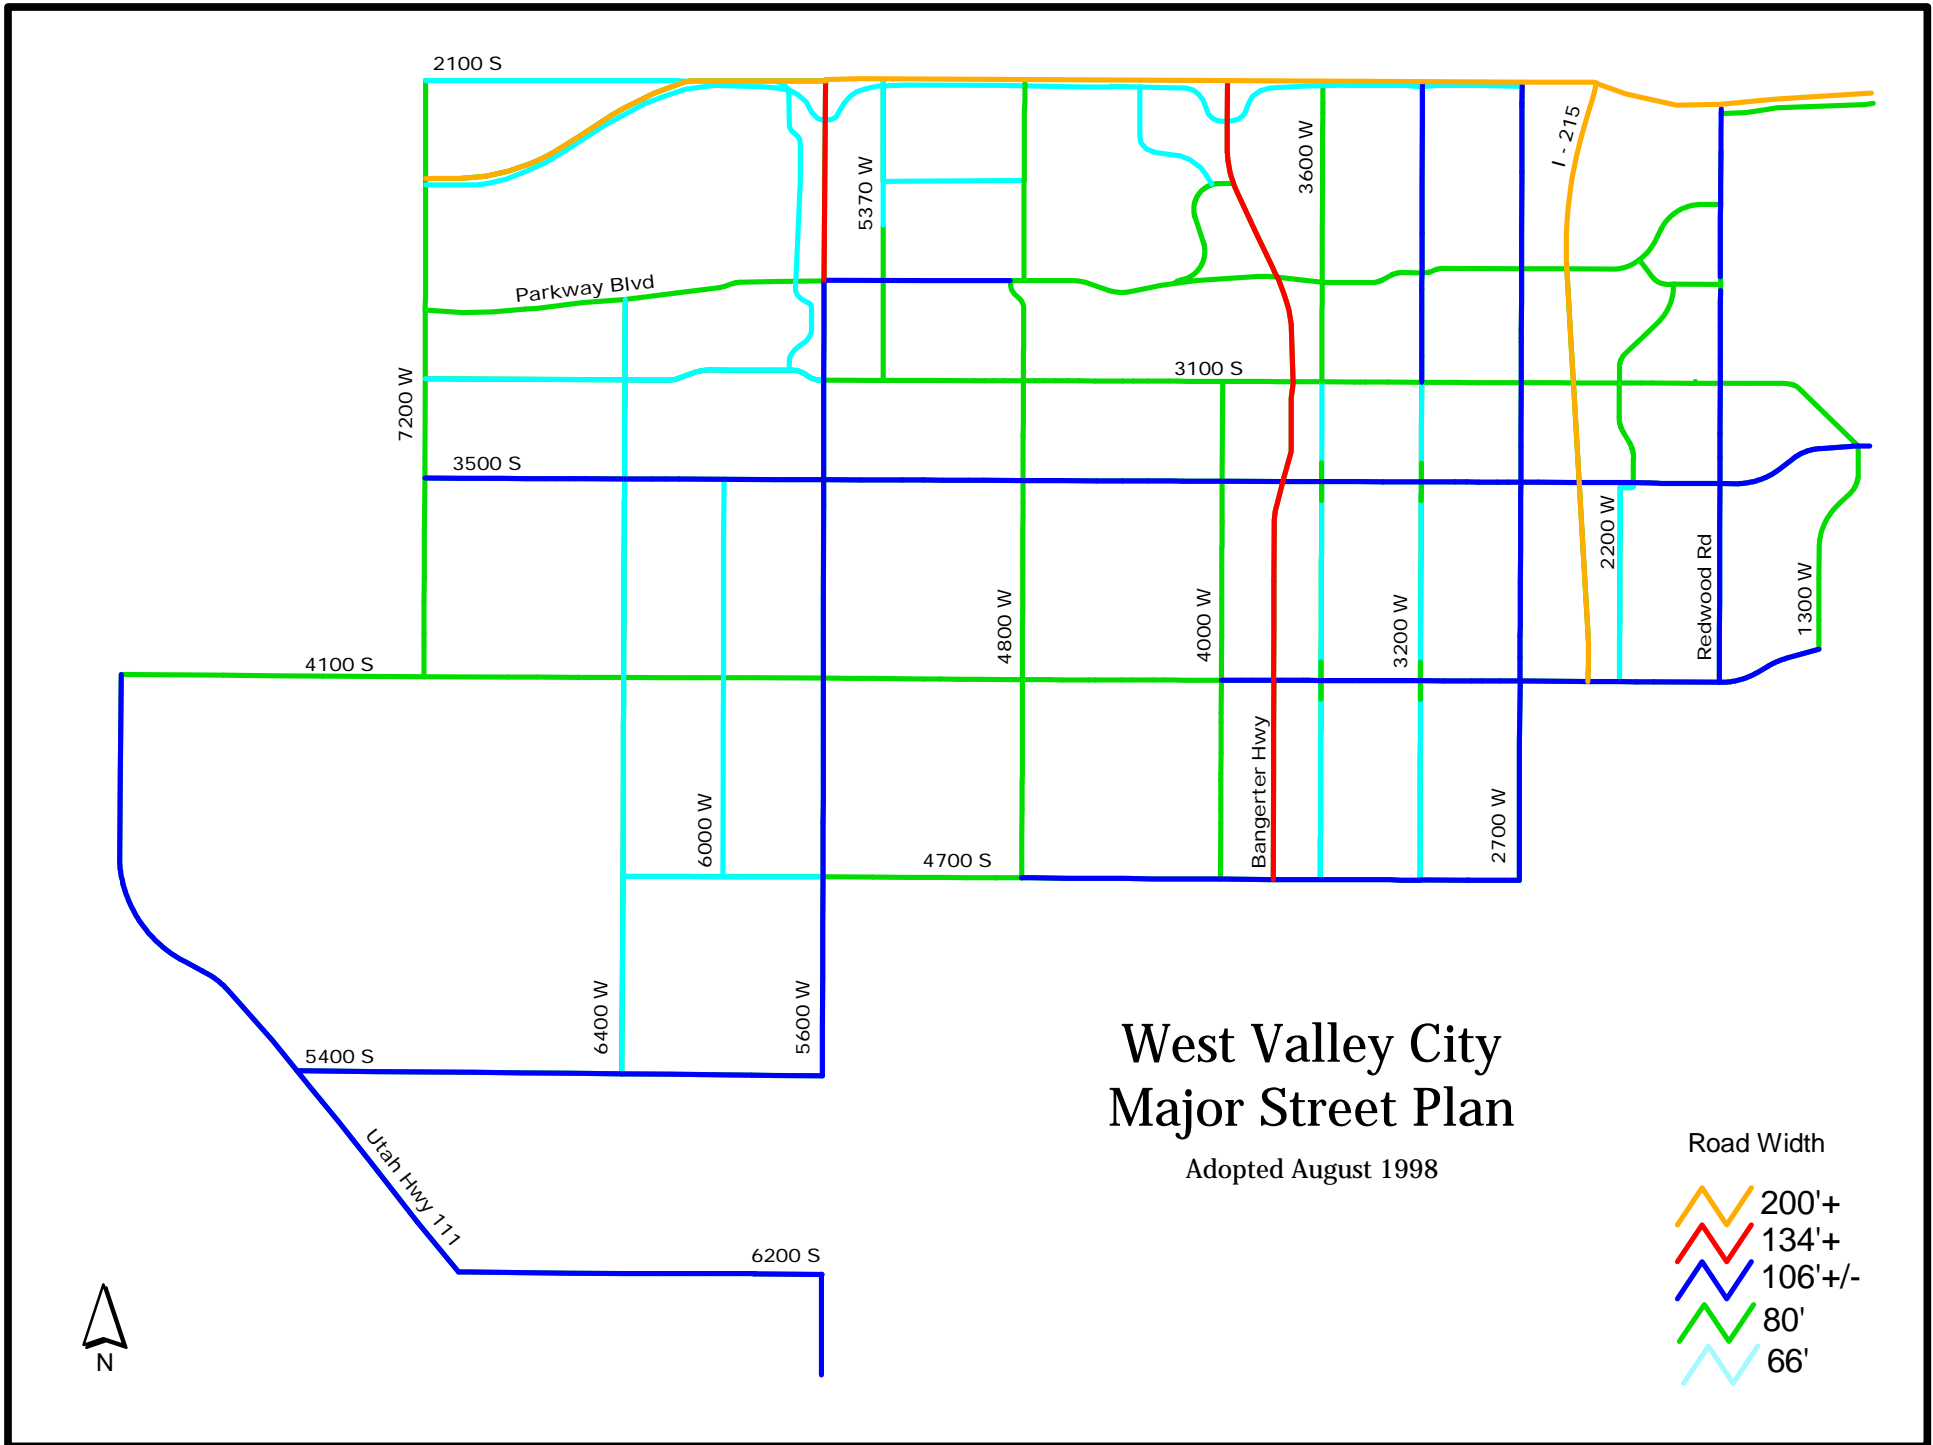 2100 S
I - 215
3600 W
5370 W
Parkway Blvd
3100 S
7200 W
3500 S
2200 W
Redwood Rd
1300 W
4800 W
4000 W
3200 W
4100 S
Bangerter Hwy
6000 W
2700 W
4700 S
6400 W
5600 W
5400 S
West Valley City
Major Street Plan
Adopted August 1998
Utah Hwy 111
6200 S
Road Width
200'+
134'+
106'+/-
80'
66'
N